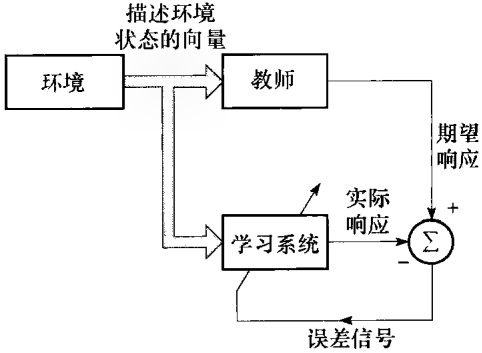 描述环境
状态的向量
环境
教师
期望
响应
+
实际
响应
学习系统
Σ
−
误差信号